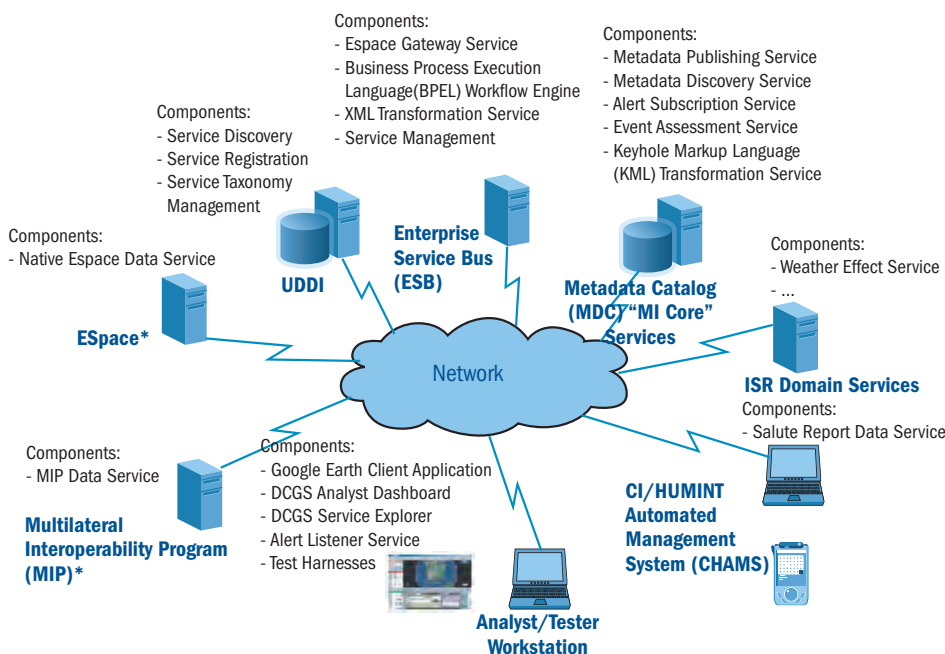 Components:
- Espace Gateway Service
- Business Process Execution
Language(BPEL) Workflow Engine
- XML Transformation Service
- Service Management
Components:
- Metadata Publishing Service
- Metadata Discovery Service
- Alert Subscription Service
- Event Assessment Service
- Keyhole Markup Language
(KML) Transformation Service
Components:
- Service Discovery
- Service Registration
- Service Taxonomy
Management
UDDI
Enterprise
Service Bus
(ESB)
Metadata Catalog
(MDC) “MI Core”
Services
Components:
- Native Espace Data Service
ESpace*
Components:
- Weather Effect Service
- ...
ISR Domain Services
Network
Components:
- Salute Report Data Service
CI/HUMINT
Automated
Management
System (CHAMS)
Components:
- MIP Data Service
Multilateral
Interoperability Program
(MIP)*
Components:
- Google Earth Client Application
- DCGS Analyst Dashboard
- DCGS Service Explorer
- Alert Listener Service
- Test Harnesses
Analyst/Tester
Workstation